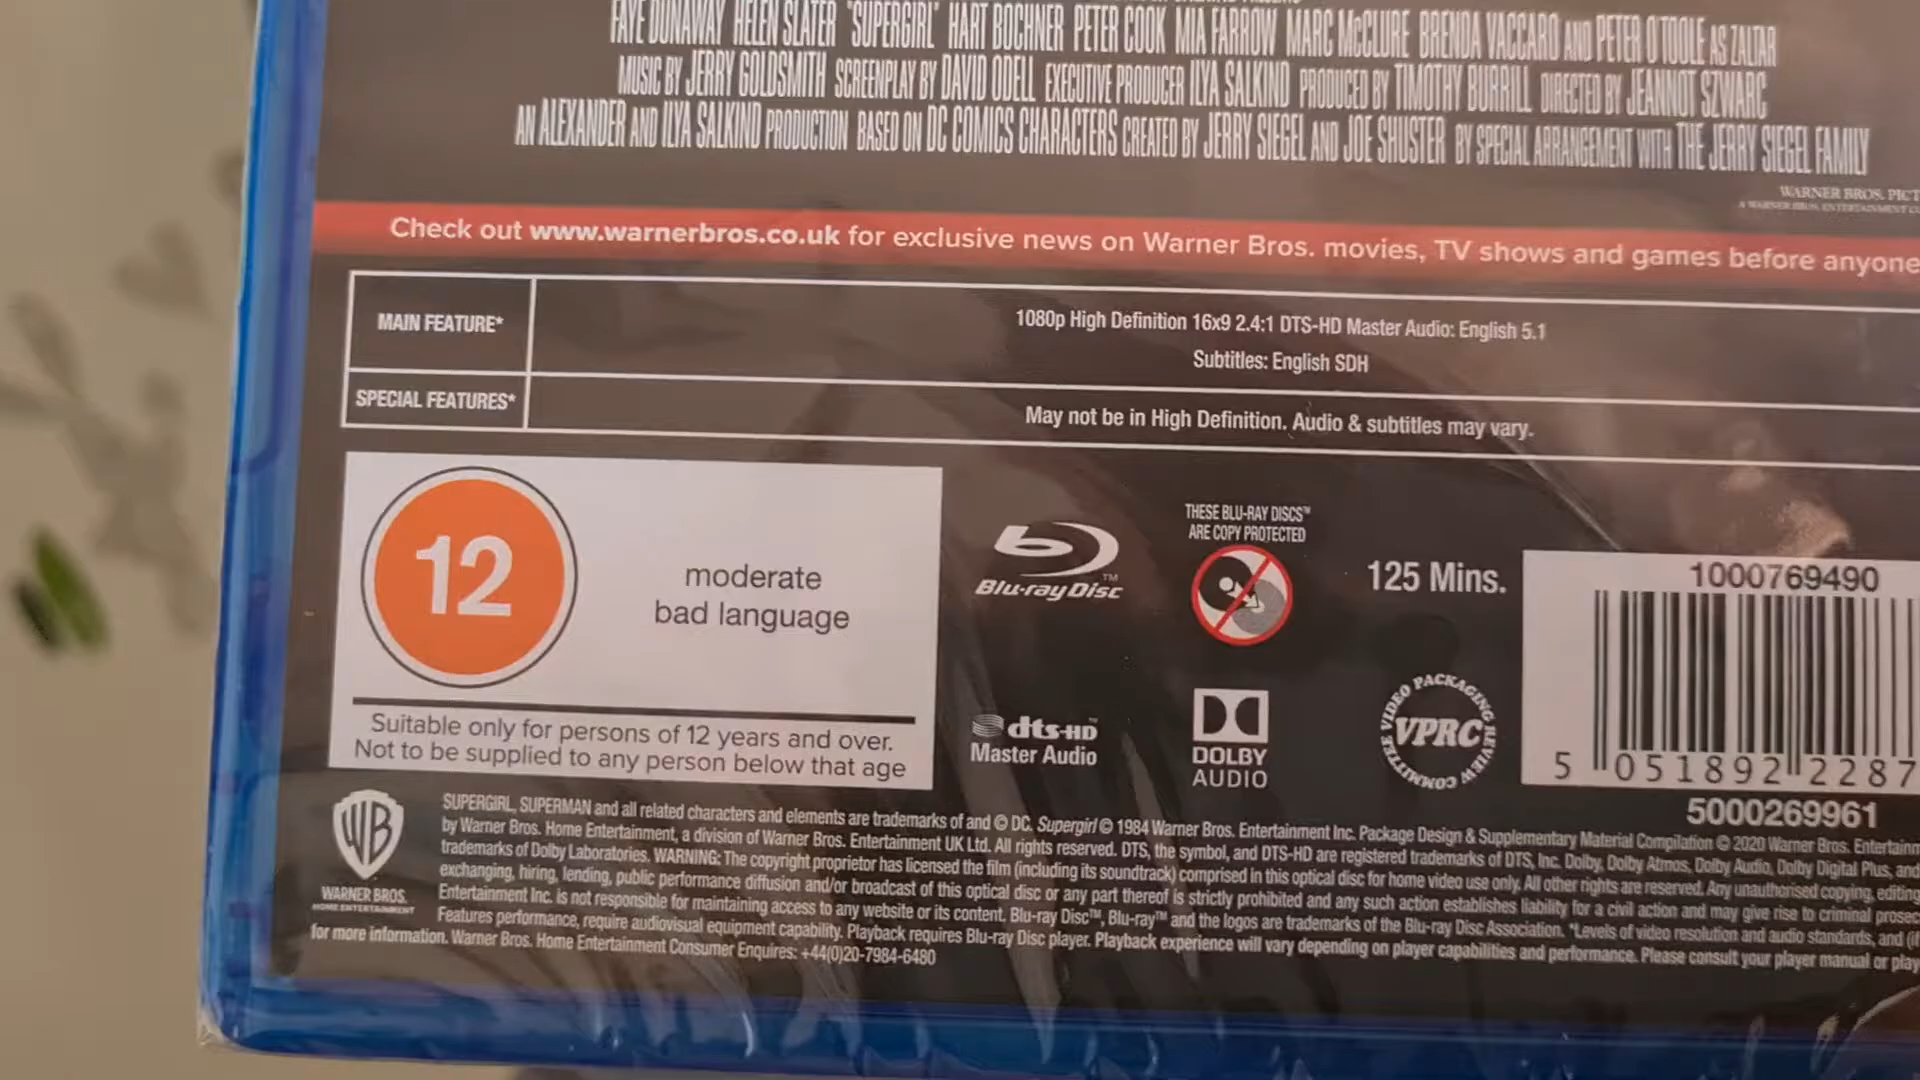 FAYE DUNAWAY HELEN SLATER "SUPERGIRL" HART BOCHNER PETER COOK MIA FARROW MARC McCLURE BRENDA VACCARO AND PETER O'TOOLE AS ZALTAR
MUSIC BY JERRY GOLDSMITH SCREENPLAY BY DAVID ODELL EXECUTIVE PRODUCER ILYA SALKIND PRODUCED BY TIMOTHY BURRILL DIRECTED BY JEANNOT SZWARC
AN ALEXANDER AND ILYA SALKIND PRODUCTION BASED ON DC COMICS CHARACTERS CREATED BY JERRY SIEGEL AND JOE SHUSTER BY SPECIAL ARRANGEMENT WITH THE JERRY SIEGEL FAMILY
WARNER BROS. PICT
Check out www.warnerbros.co.uk for exclusive news on Warner Bros. movies, TV shows and games before anyone
MAIN FEATURE*
1080p High Definition 16x9 2.4:1 DTS-HD Master Audio: English 5.1
Subtitles: English SDH
SPECIAL FEATURES*
May not be in High Definition. Audio & subtitles may vary.
12
moderate
bad language
Suitable only for persons of 12 years and over.
Not to be supplied to any person below that age
Blu-ray Disc™
THESE BLU-RAY DISCS™
ARE COPY PROTECTED
125 Mins.
dts-HD™
Master Audio
DOLBY
AUDIO
VIDEO PACKAGING REVIEW COMMITTEE
VPRC
1000769490
5 051892 2287
5000269961
WB
WARNER BROS.
HOME ENTERTAINMENT
SUPERGIRL, SUPERMAN and all related characters and elements are trademarks of and © DC. Supergirl © 1984 Warner Bros. Entertainment Inc. Package Design & Supplementary Material Compilation © 2020 Warner Bros. Entertainm
by Warner Bros. Home Entertainment, a division of Warner Bros. Entertainment UK Ltd. All rights reserved. DTS, the symbol, and DTS-HD are registered trademarks of DTS, Inc. Dolby, Dolby Atmos, Dolby Audio, Dolby Digital Plus, and
trademarks of Dolby Laboratories. WARNING: The copyright proprietor has licensed the film (including its soundtrack) comprised in this optical disc for home video use only. All other rights are reserved. Any unauthorised copying, editing,
exchanging, hiring, lending, public performance diffusion and/or broadcast of this optical disc or any part thereof is strictly prohibited and any such action establishes liability for a civil action and may give rise to criminal prosec
Entertainment Inc. is not responsible for maintaining access to any website or its content. Blu-ray Disc™, Blu-ray™ and the logos are trademarks of the Blu-ray Disc Association. *Levels of video resolution and audio standards, and (if
Features performance, require audiovisual equipment capability. Playback requires Blu-ray Disc player. Playback experience will vary depending on player capabilities and performance. Please consult your player manual or play
for more information. Warner Bros. Home Entertainment Consumer Enquires: +44(0)20-7984-6480